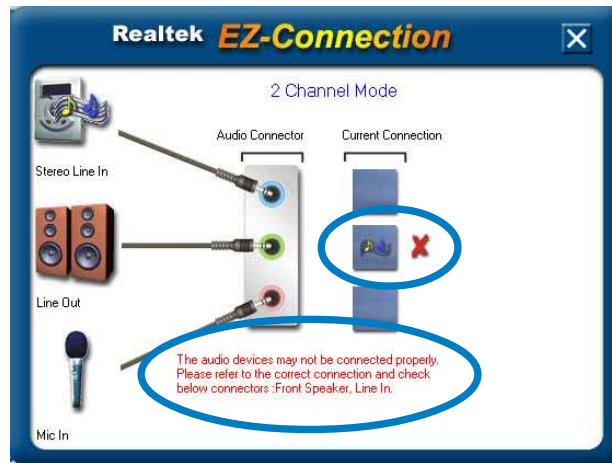 Realtek EZ-Connection
2 Channel Mode
Audio Connector Current Connection
Stereo Line In
Line Out
The audio devices may not be connected properly.
Please refer to the correct connection and check
below connectors :Front Speaker, Line In.
Mic In